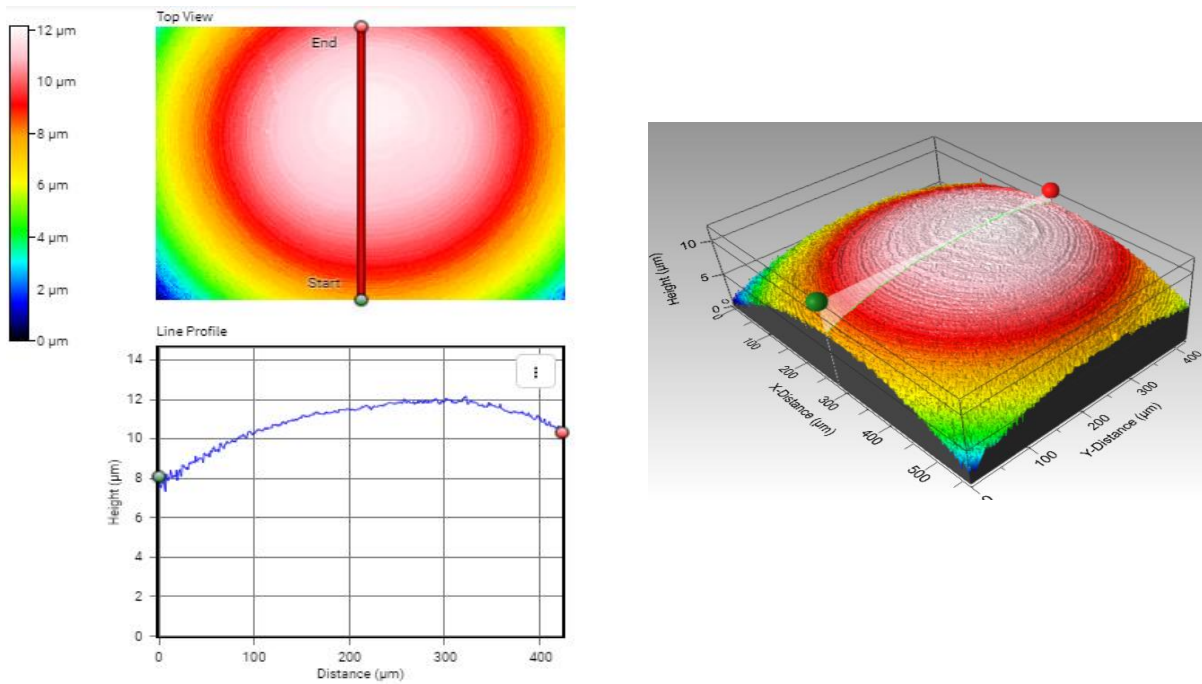 Top View
12 µm
10 µm
8 µm
6 µm
4 µm
2 µm
0 µm
End
Start
Line Profile
14
12
10
8
6
4
2
0
Height (µm)
0
100
200
300
400
Distance (µm)
10
5
0
Height (µm)
0
100
200
300
400
500
X-Distance (µm)
100
200
300
400
Y-Distance (µm)